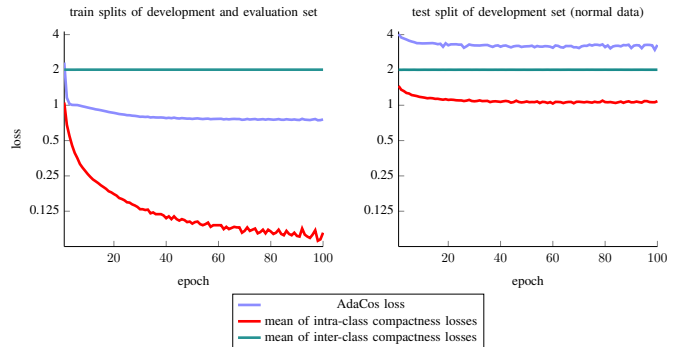 train splits of development and evaluation set
test split of development set (normal data)
4
2
1
0.5
0.25
0.125
loss
20
40
60
80
100
epoch
4
2
1
0.5
0.25
0.125
20
40
60
80
100
epoch
AdaCos loss
mean of intra-class compactness losses
mean of inter-class compactness losses